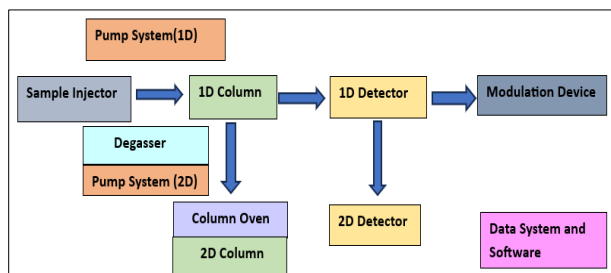 Pump System(1D)
Sample Injector
1D Column
1D Detector
Modulation Device
Degasser
Pump System (2D)
Column Oven
2D Column
2D Detector
Data System and
Software